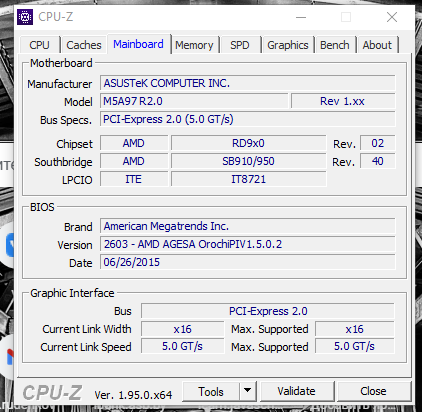 CPU-Z
CPU Caches Mainboard Memory SPD Graphics Bench About
Motherboard
Manufacturer ASUSTeK COMPUTER INC.
Model M5A97 R2.0 Rev 1.xx
Bus Specs. PCI-Express 2.0 (5.0 GT/s)
Chipset AMD RD9x0 Rev. 02
Southbridge AMD SB910/950 Rev. 40
LPCIO ITE IT8721
BIOS
Brand American Megatrends Inc.
Version 2603 - AMD AGESA OrochiPIV1.5.0.2
Date 06/26/2015
Graphic Interface
Bus PCI-Express 2.0
Current Link Width x16 Max. Supported x16
Current Link Speed 5.0 GT/s Max. Supported 5.0 GT/s
CPU-Z Ver. 1.95.0.x64 Tools Validate Close